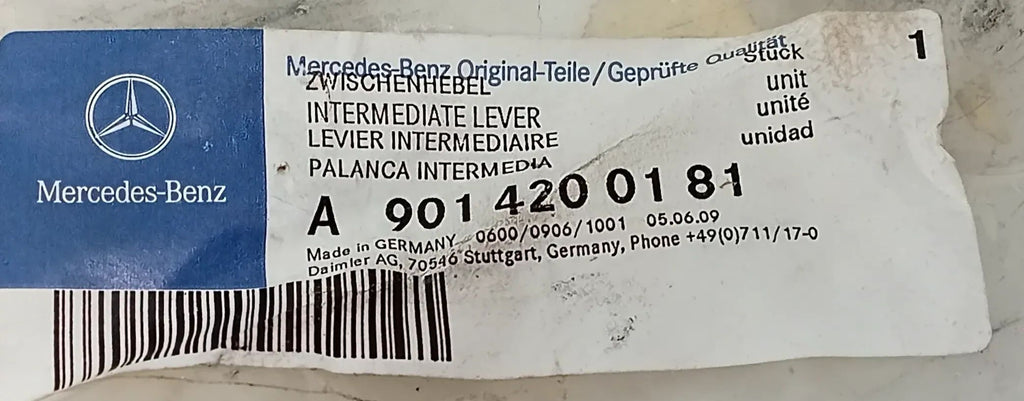 Mercedes-Benz
Mercedes-Benz Original-Teile/Geprüfte Qualität
ZWISCHENHEBEL
INTERMEDIATE LEVER
LEVIER INTERMEDIAIRE
PALANCA INTERMEDIA
Stück
unit
unité
unidad
1
A 901 420 01 81
Made in GERMANY 0600/0906/1001 05.06.09
Daimler AG, 70546 Stuttgart, Germany, Phone +49(0)711/17-0